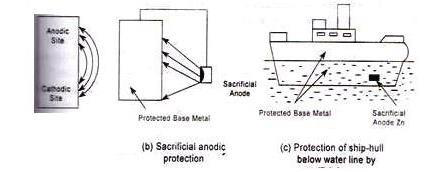 Anodic
Site
Cathodic
Site
Protected Base Metal
Sacrificial
Anode
(b) Sacrificial anodic
protection
Protected Base Metal
Sacrificial
Anode Zn
(c) Protection of ship-hull
below water line by